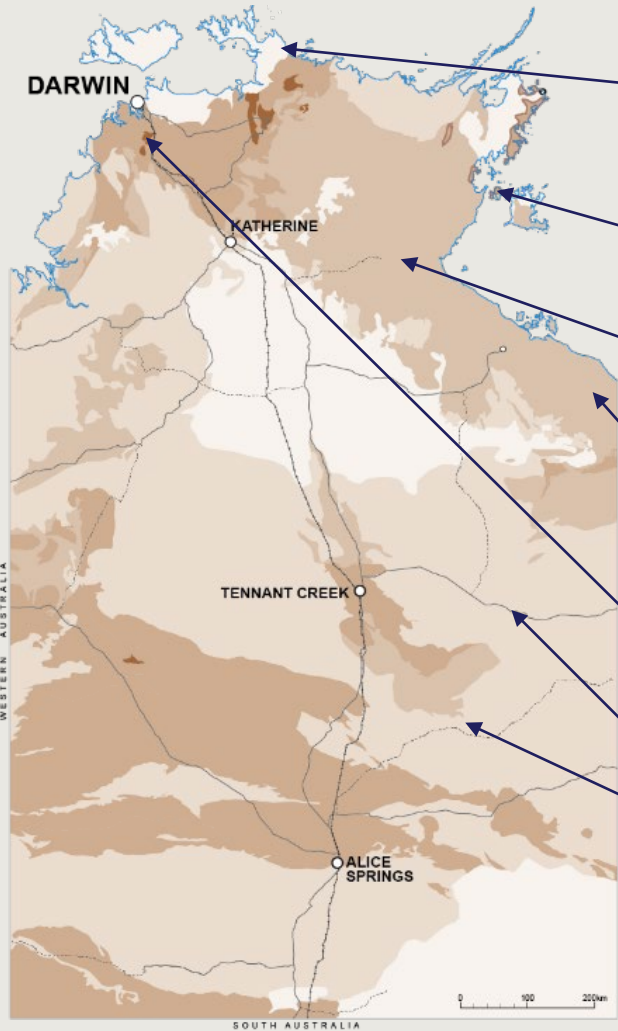 DARWIN
KATHERINE
TENNANT CREEK
WESTERN AUSTRALIA
ALICE
SPRINGS
0 100 200km
SOUTH AUSTRALIA